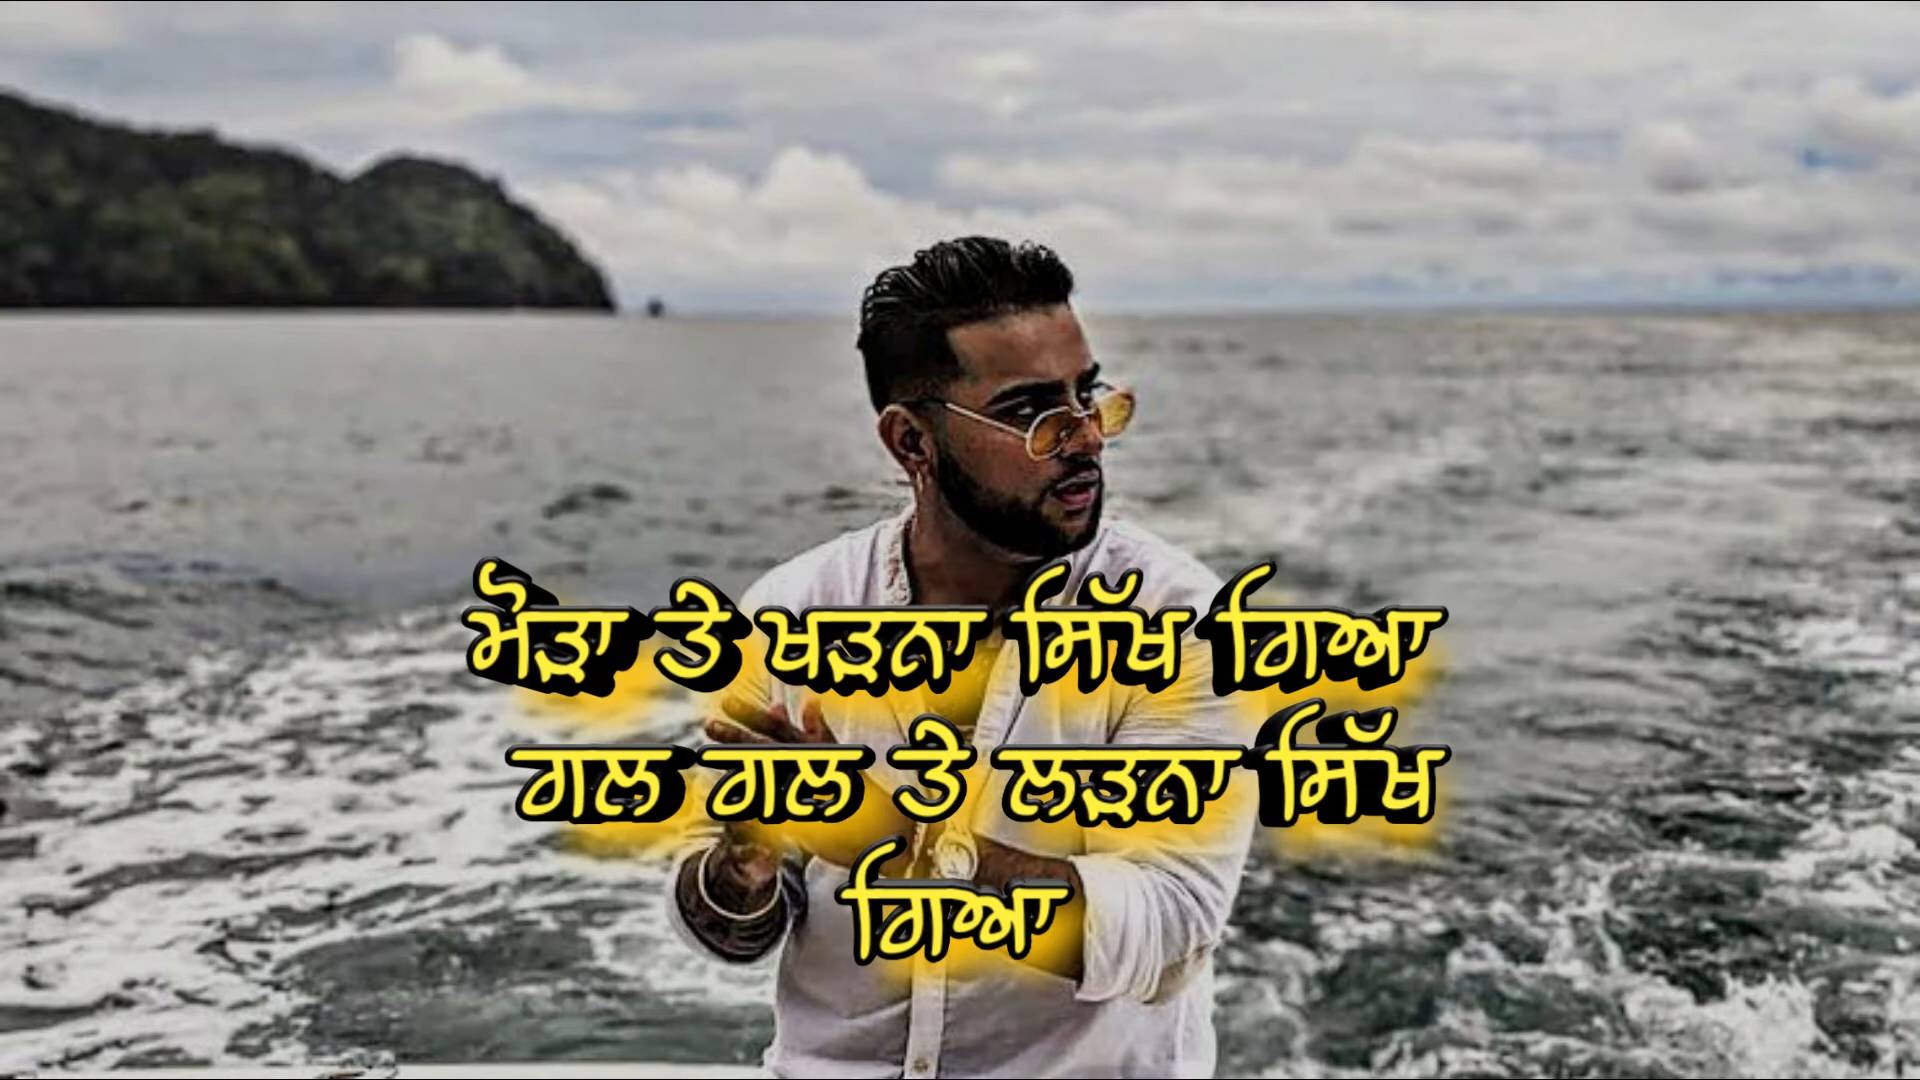 ਮੋੜਾ ਤੇ ਖੜਨਾ ਸਿੱਖ ਗਿਆ
ਗਲ ਗਲ ਤੇ ਲੜਨਾ ਸਿੱਖ
ਗਿਆ